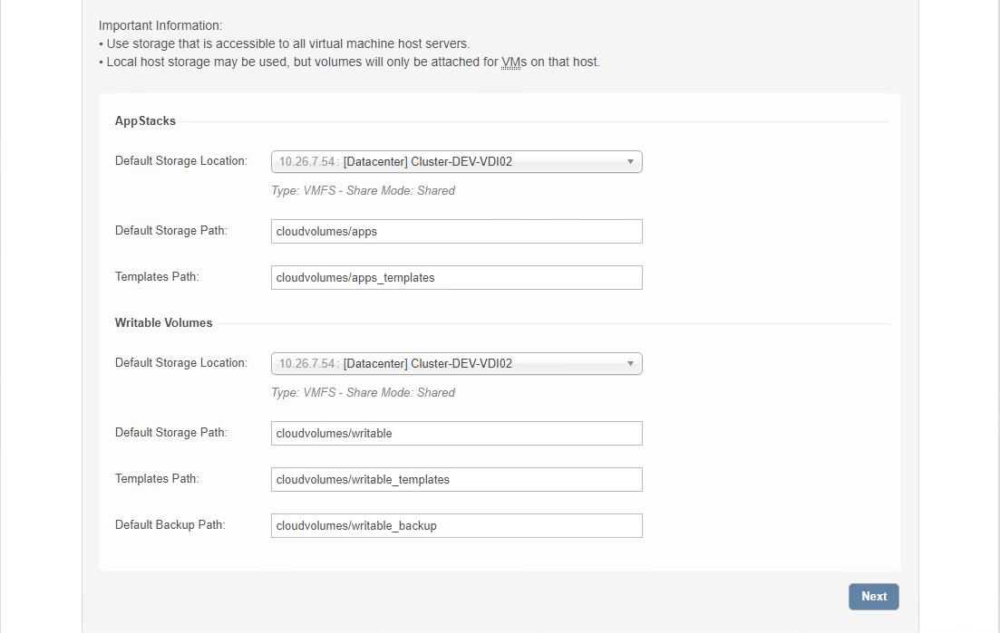 Important Information:
• Use storage that is accessible to all virtual machine host servers.
• Local host storage may be used, but volumes will only be attached for VMs on that host.
AppStacks
Default Storage Location: 10.26.7.54: [Datacenter] Cluster-DEV-VDI02
Type: VMFS - Share Mode: Shared
Default Storage Path: cloudvolumes/apps
Templates Path: cloudvolumes/apps_templates
Writable Volumes
Default Storage Location: 10.26.7.54: [Datacenter] Cluster-DEV-VDI02
Type: VMFS - Share Mode: Shared
Default Storage Path: cloudvolumes/writable
Templates Path: cloudvolumes/writable_templates
Default Backup Path: cloudvolumes/writable_backup
Next